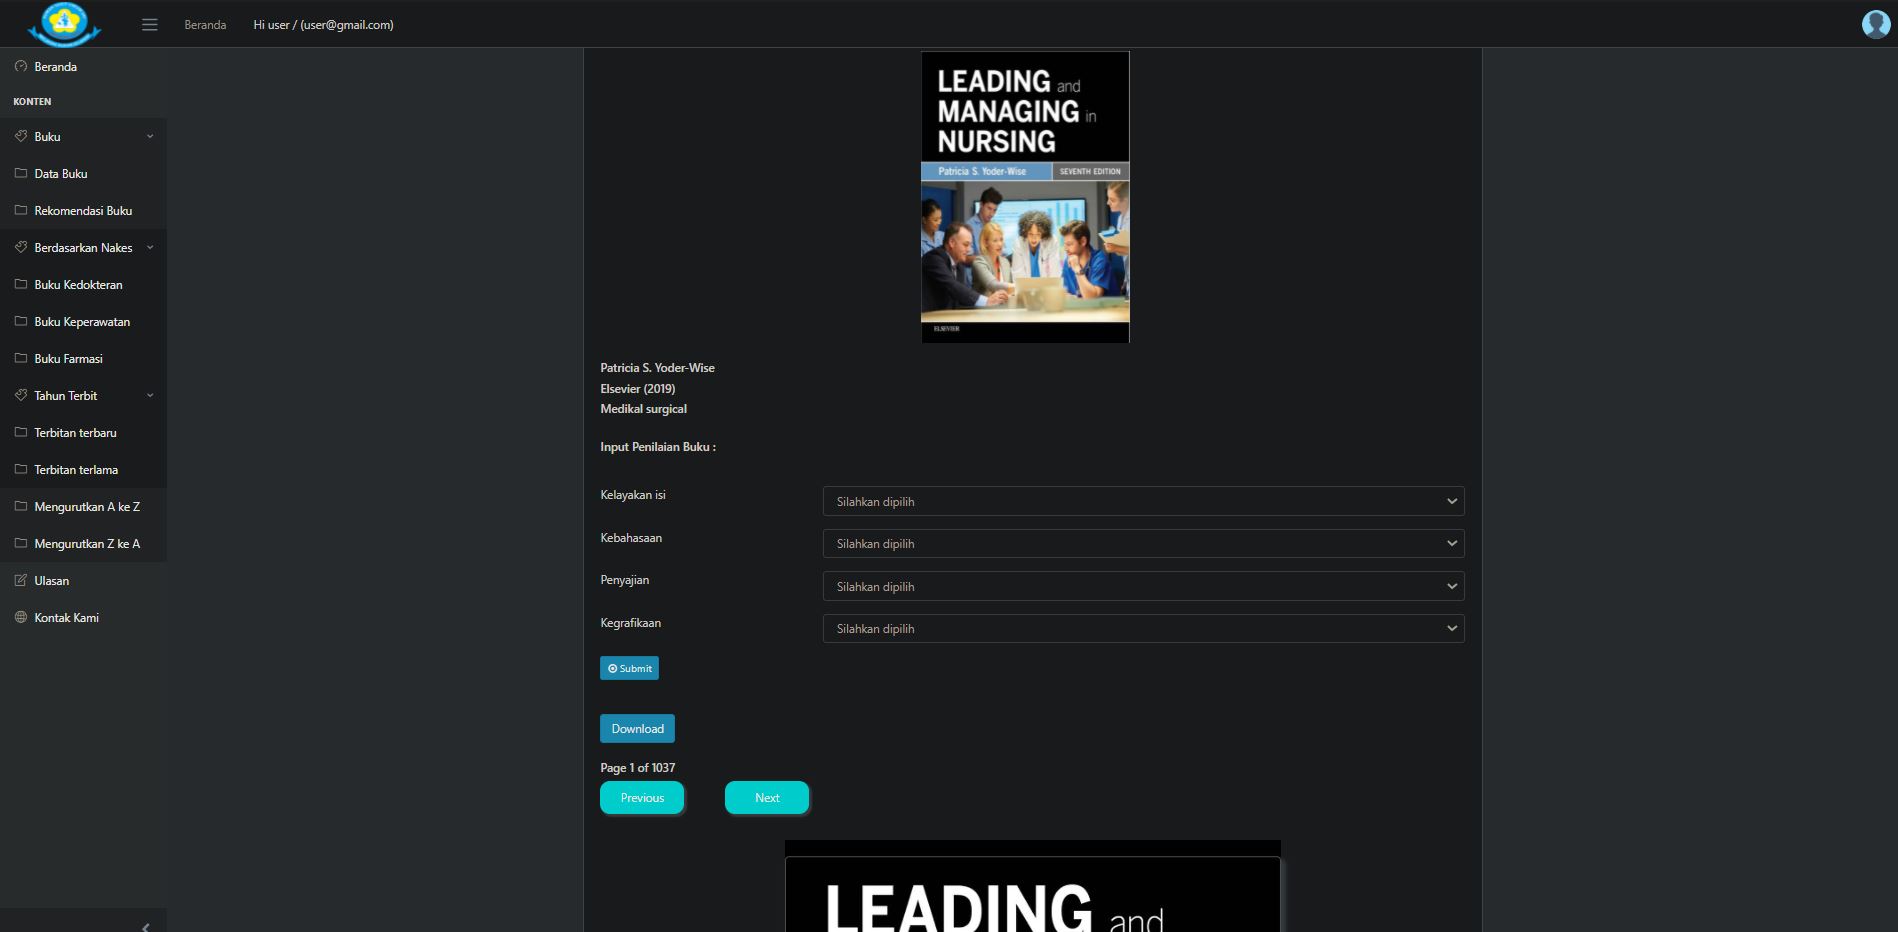 Beranda
Hi user / (user@gmail.com)
Beranda
KONTEN
Buku
Data Buku
Rekomendasi Buku
Berdasarkan Nakes
Buku Kedokteran
Buku Keperawatan
Buku Farmasi
Tahun Terbit
Terbitan terbaru
Terbitan terlama
Mengurutkan A ke Z
Mengurutkan Z ke A
Ulasan
Kontak Kami
LEADING and
MANAGING in
NURSING
Patricia S. Yoder-Wise SEVENTH EDITION
ELSEVIER
Patricia S. Yoder-Wise
Elsevier (2019)
Medikal surgical
Input Penilaian Buku :
Kelayakan isi Silahkan dipilih
Kebahasaan Silahkan dipilih
Penyajian Silahkan dipilih
Kegrafikaan Silahkan dipilih
Submit
Download
Page 1 of 1037
Previous Next
LEADING and